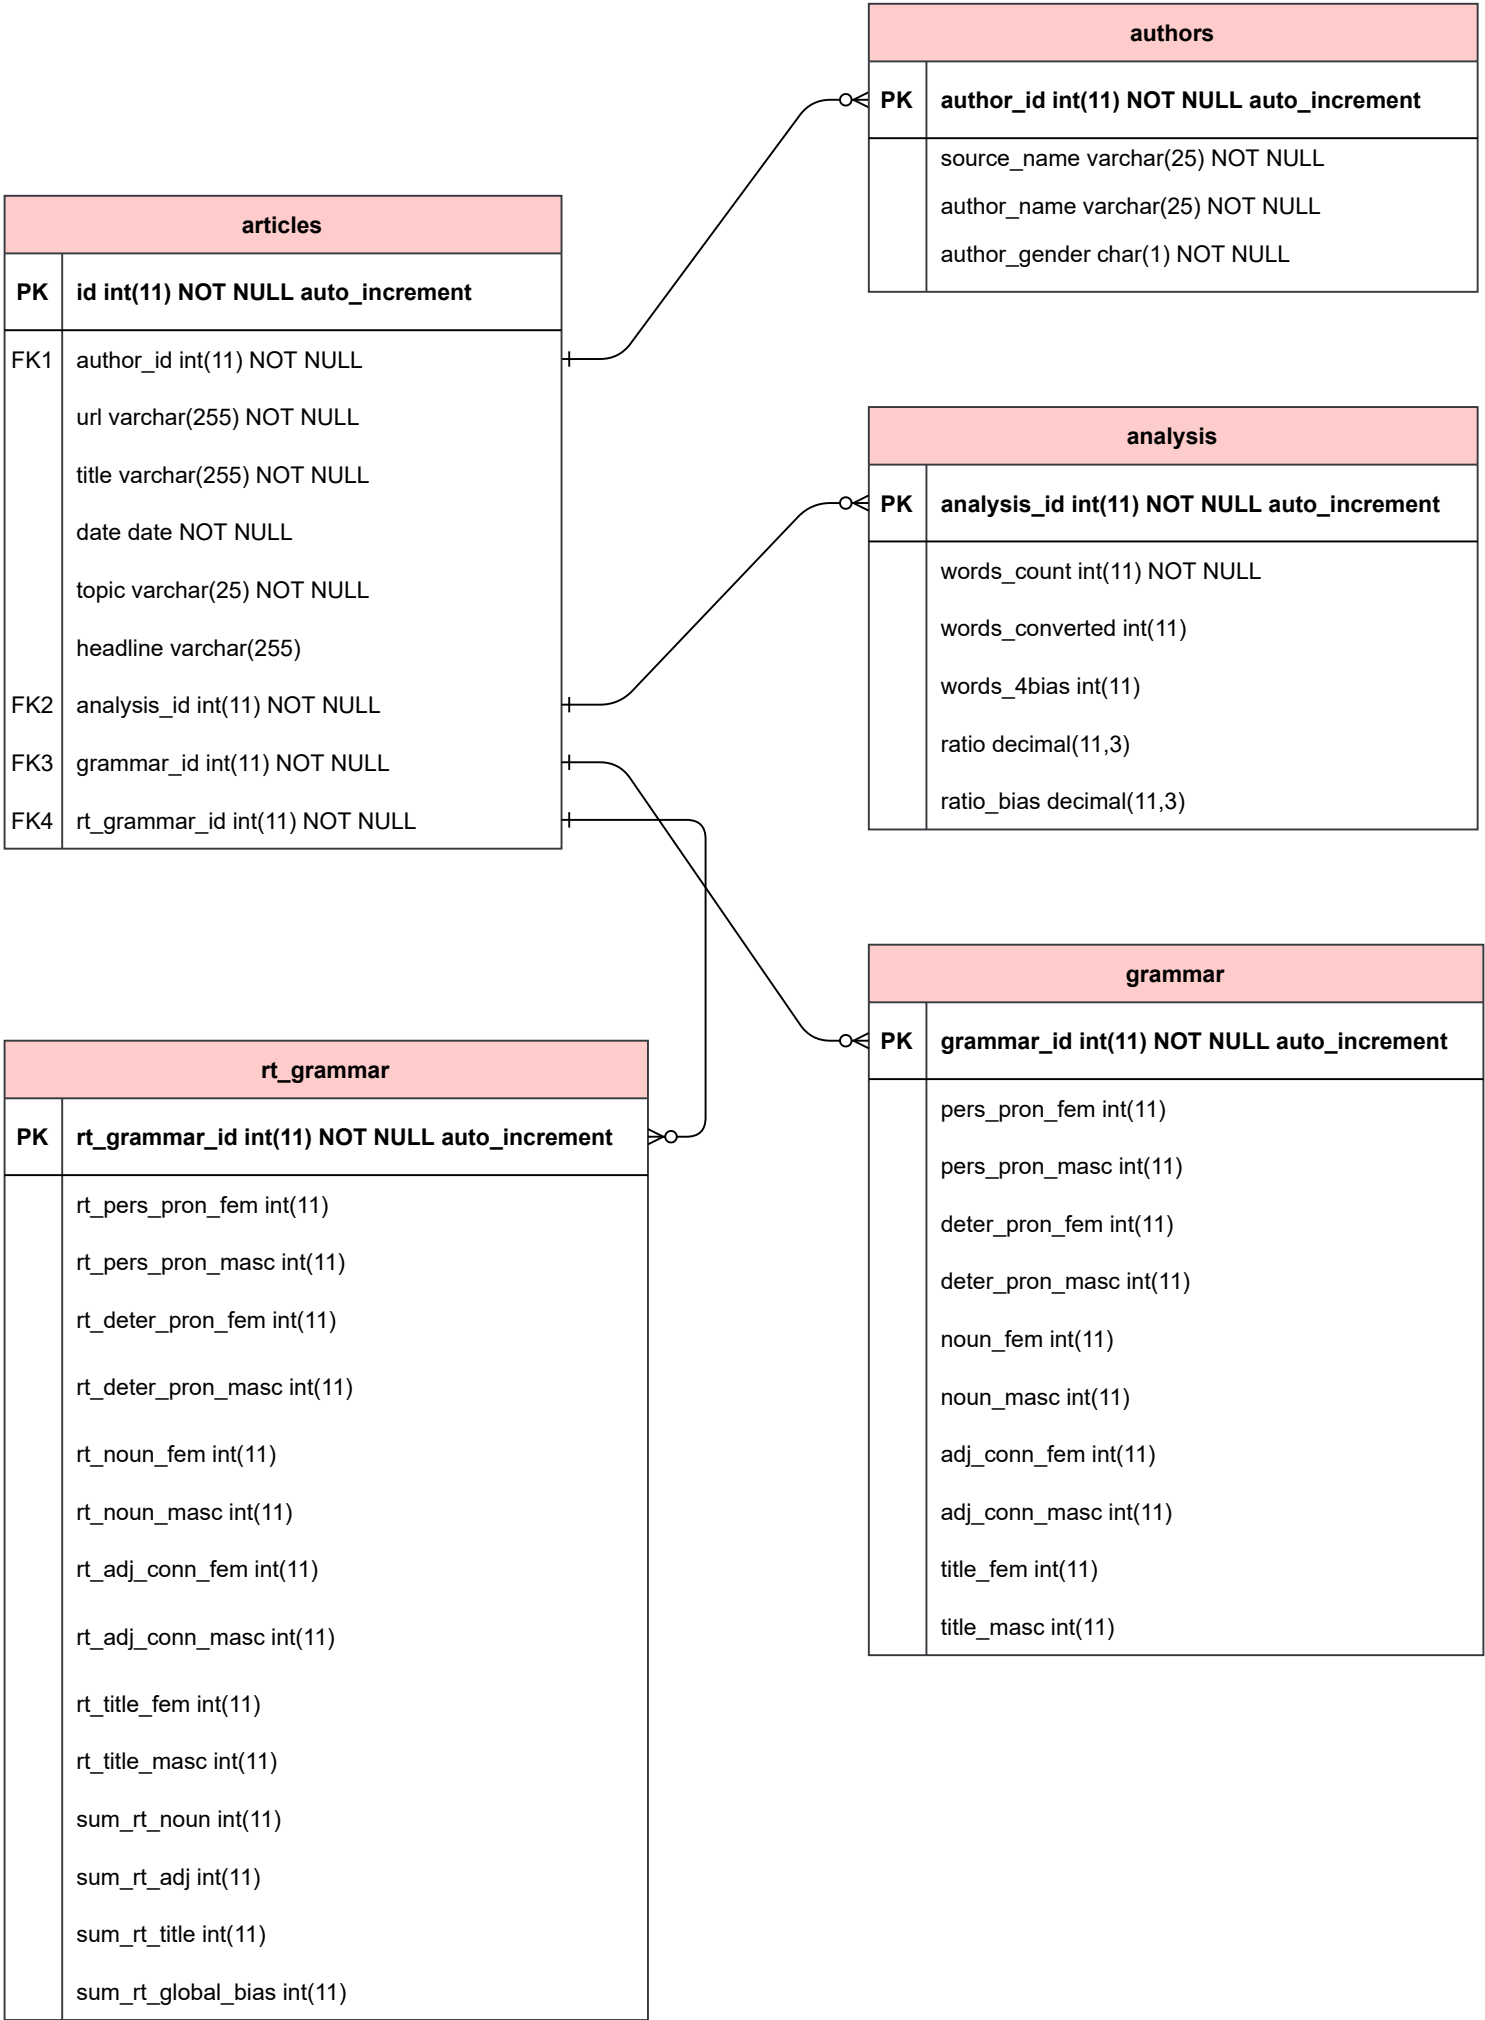 authors
PK author_id int(11) NOT NULL auto_increment
source_name varchar(25) NOT NULL
author_name varchar(25) NOT NULL
author_gender char(1) NOT NULL
articles
PK id int(11) NOT NULL auto_increment
FK1 author_id int(11) NOT NULL
url varchar(255) NOT NULL
title varchar(255) NOT NULL
date date NOT NULL
topic varchar(25) NOT NULL
headline varchar(255)
FK2 analysis_id int(11) NOT NULL
FK3 grammar_id int(11) NOT NULL
FK4 rt_grammar_id int(11) NOT NULL
analysis
PK analysis_id int(11) NOT NULL auto_increment
words_count int(11) NOT NULL
words_converted int(11)
words_4bias int(11)
ratio decimal(11,3)
ratio_bias decimal(11,3)
grammar
PK grammar_id int(11) NOT NULL auto_increment
pers_pron_fem int(11)
pers_pron_masc int(11)
deter_pron_fem int(11)
deter_pron_masc int(11)
noun_fem int(11)
noun_masc int(11)
adj_conn_fem int(11)
adj_conn_masc int(11)
title_fem int(11)
title_masc int(11)
rt_grammar
PK rt_grammar_id int(11) NOT NULL auto_increment
rt_pers_pron_fem int(11)
rt_pers_pron_masc int(11)
rt_deter_pron_fem int(11)
rt_deter_pron_masc int(11)
rt_noun_fem int(11)
rt_noun_masc int(11)
rt_adj_conn_fem int(11)
rt_adj_conn_masc int(11)
rt_title_fem int(11)
rt_title_masc int(11)
sum_rt_noun int(11)
sum_rt_adj int(11)
sum_rt_title int(11)
sum_rt_global_bias int(11)